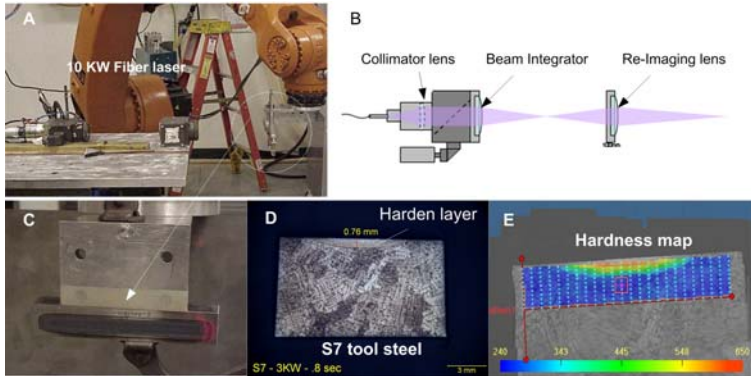 A
10 KW Fiber laser
B
Collimator lens
Beam Integrator
Re-Imaging lens
C
D
Harden layer
0.76 mm
S7 tool steel
S7 - 3KW - .8 sec
3 mm
E
Hardness map
240 343 445 548 650